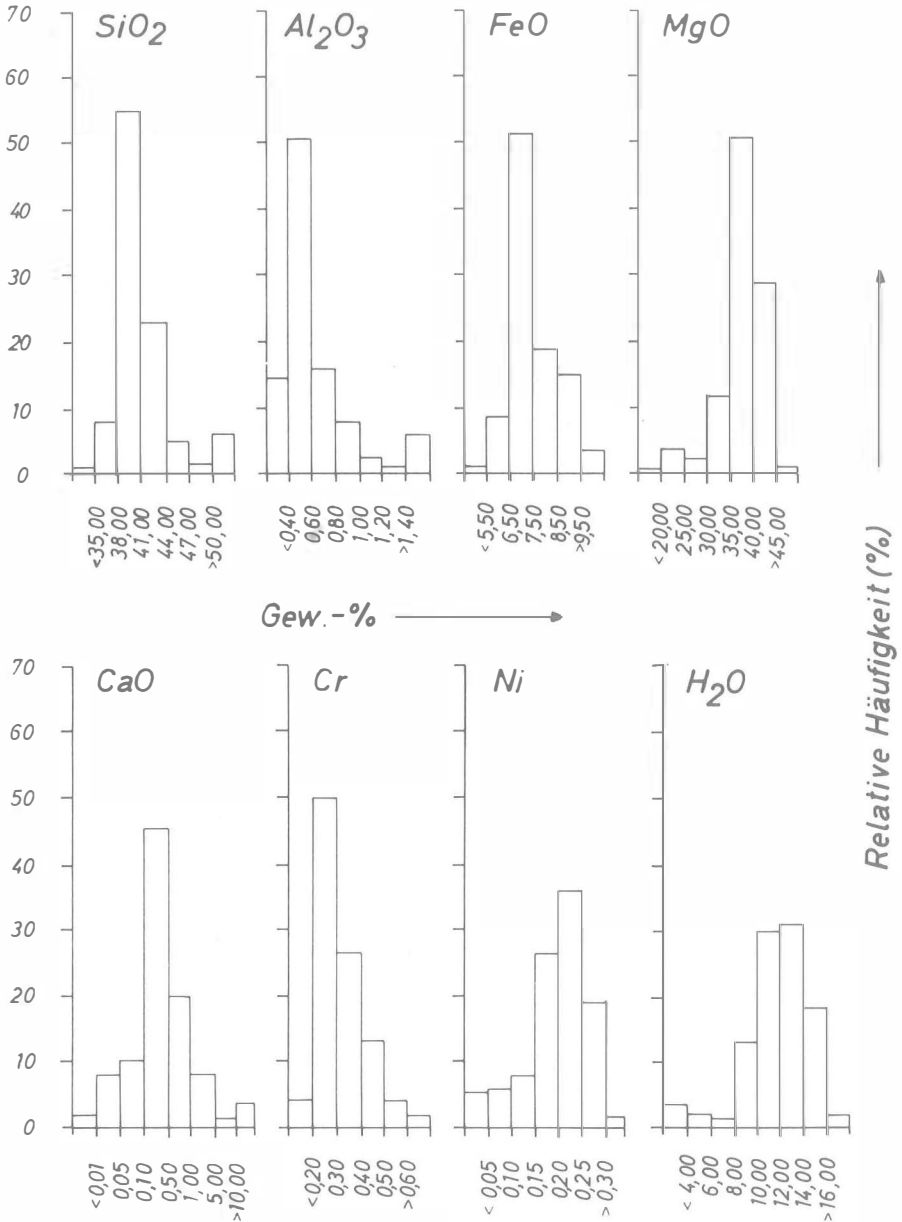 SiO2 Al2O3 FeO MgO
70
60
50
40
30
20
10
0
<35,00 38,00 41,00 44,00 47,00 >50,00
<0,40 0,60 0,80 1,00 1,20 >1,40
<5,50 6,50 7,50 8,50 >9,50
<20,00 25,00 30,00 35,00 40,00 >45,00
Gew.-%
Relative Häufigkeit (%)
CaO Cr Ni H2O
70
60
50
40
30
20
10
0
<0,01 0,05 0,10 0,50 1,00 5,00 >10,00
<0,20 0,30 0,40 0,50 >0,60
<0,05 0,10 0,15 0,20 0,25 >0,30
<4,00 6,00 8,00 10,00 12,00 14,00 >16,00